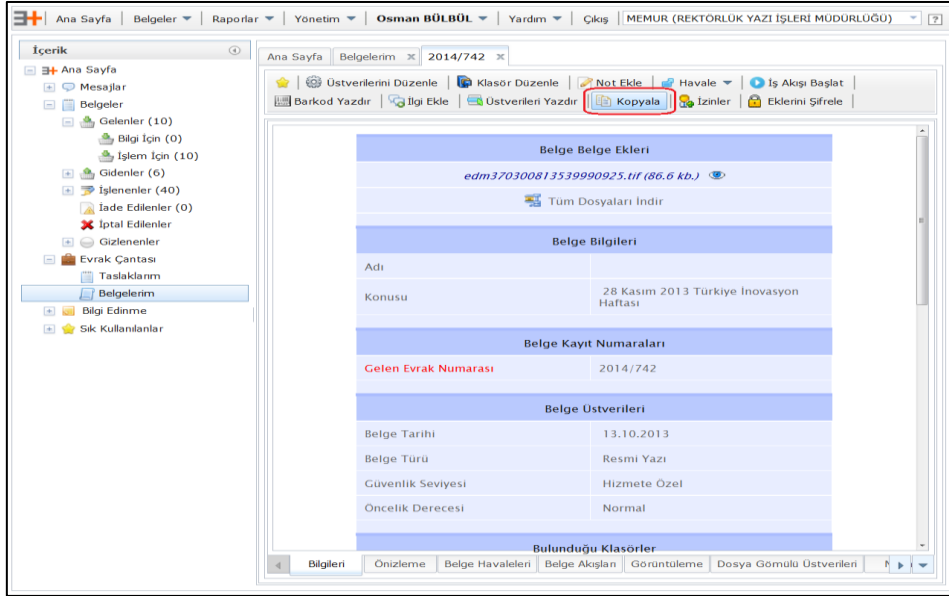 Ana Sayfa Belgeler Raporlar Yönetim Osman BÜLBÜL Yardım Çıkış MEMUR (REKTÖRLÜK YAZI İŞLERİ MÜDÜRLÜĞÜ) ?
İçerik
Ana Sayfa
Mesajlar
Belgeler
Gelenler (10)
Bilgi İçin (0)
İşlem İçin (10)
Gidenler (6)
İşlenenler (40)
İade Edilenler (0)
İptal Edilenler
Gizlenenler
Evrak Çantası
Taslaklarım
Belgelerim
Bilgi Edinme
Sık Kullanılanlar
Ana Sayfa Belgelerim 2014/742
Üstverilerini Düzenle Klasör Düzenle Not Ekle Havale İş Akışı Başlat
Barkod Yazdır İlgi Ekle Üstverileri Yazdır Kopyala İzinler Eklerini Şifrele
Belge Belge Ekleri
edm370300813539990925.tif (86.6 kb.)
Tüm Dosyaları İndir
Belge Bilgileri
Adı
Konusu 28 Kasım 2013 Türkiye İnovasyon
Haftası
Belge Kayıt Numaraları
Gelen Evrak Numarası 2014/742
Belge Üstverileri
Belge Tarihi 13.10.2013
Belge Türü Resmi Yazı
Güvenlik Seviyesi Hizmete Özel
Öncelik Derecesi Normal
Bulunduğu Klasörler
Bilgileri Önizleme Belge Havaleleri Belge Akışları Görüntüleme Dosya Gömülü Üstverileri